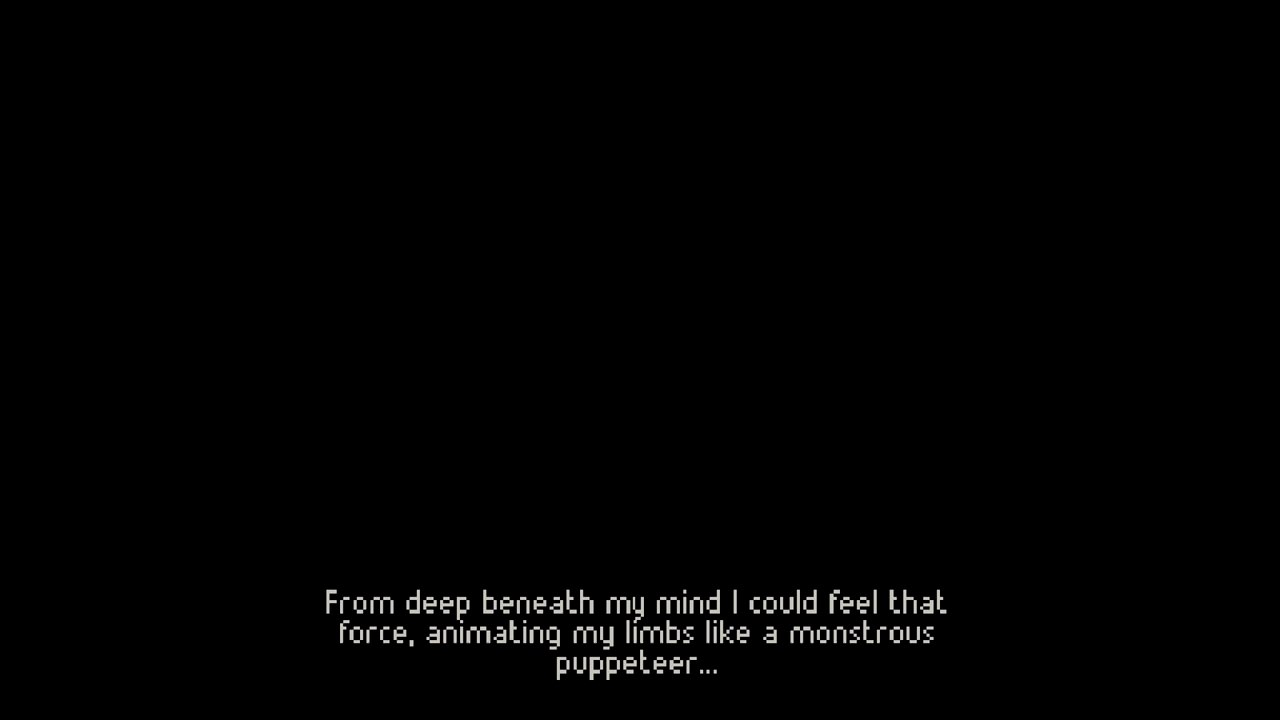 From deep beneath my mind I could feel that
force, animating my limbs like a monstrous
puppeteer...